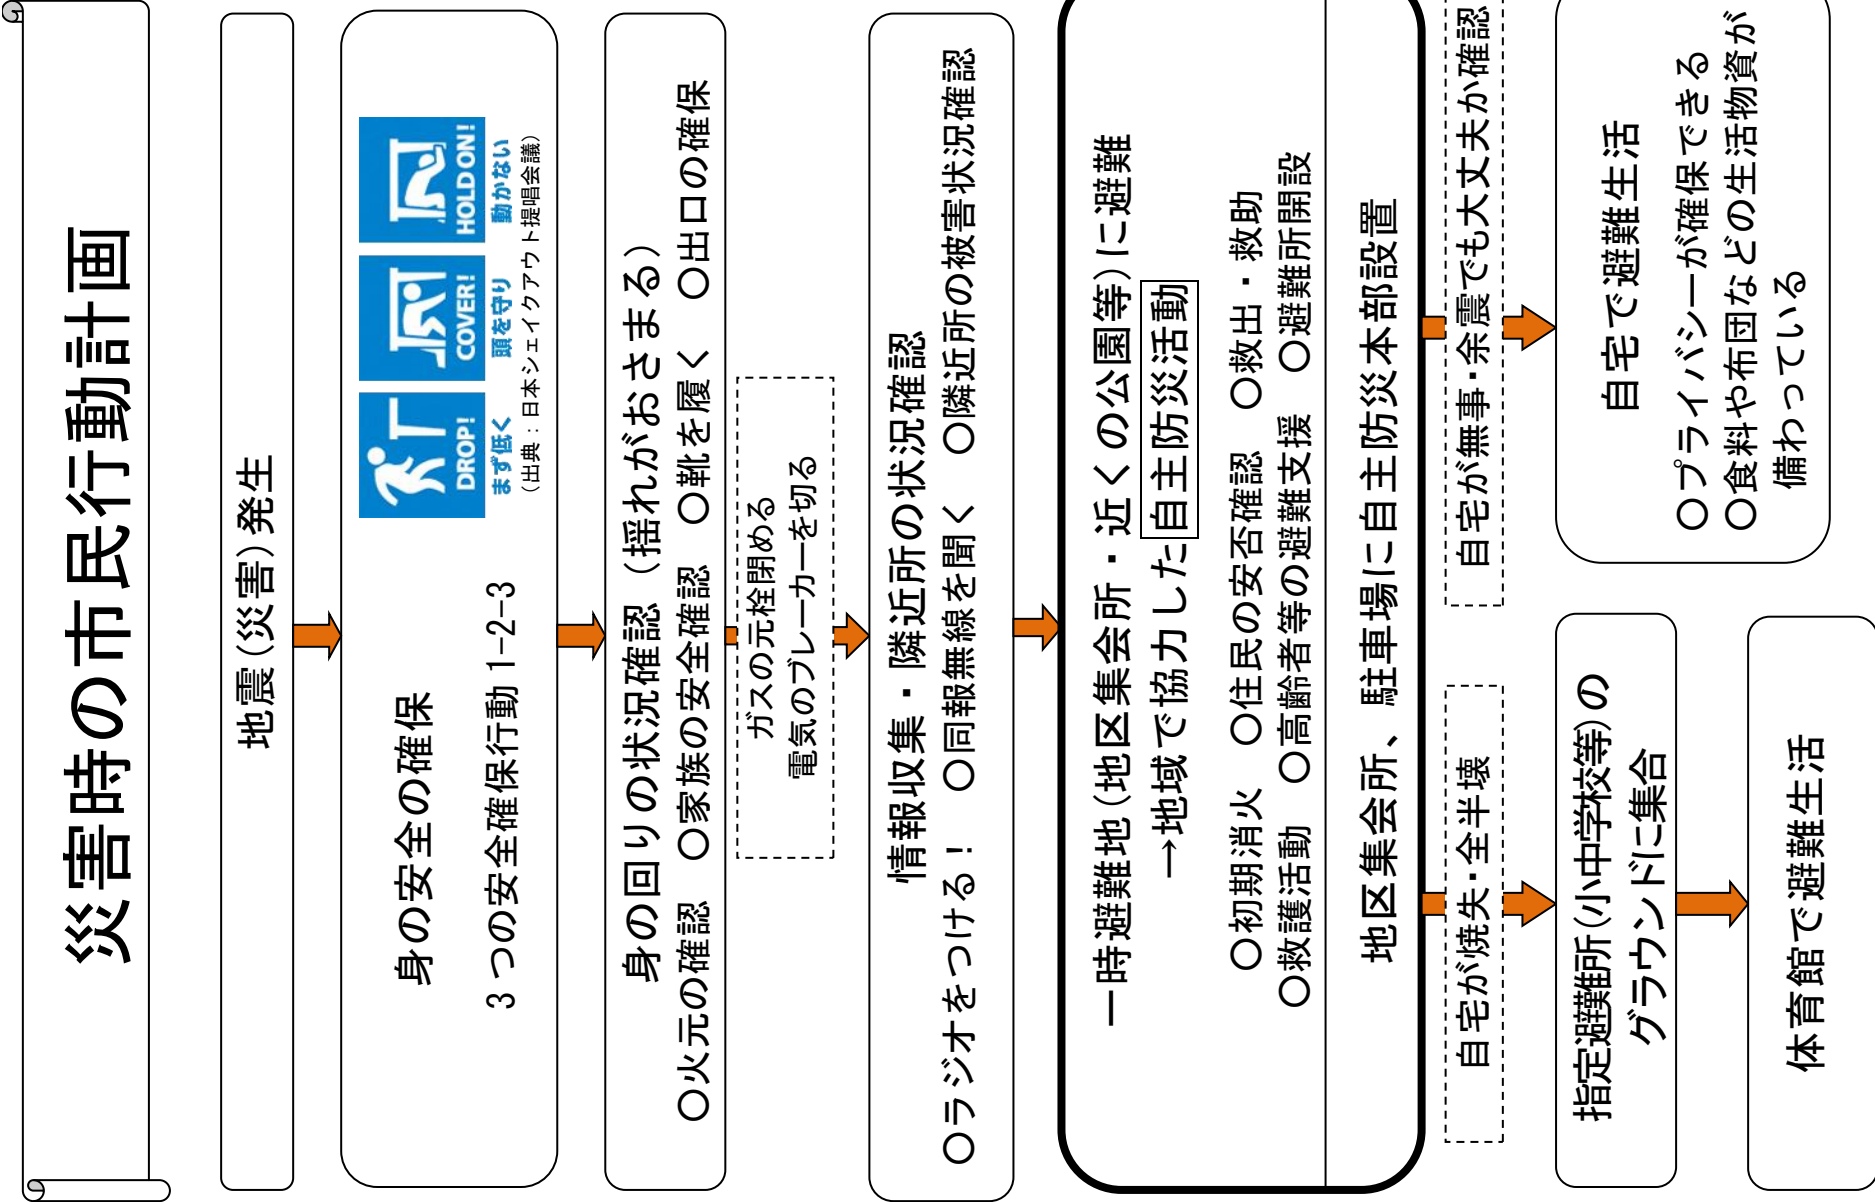 災害時の市民行動計画
地震(災害)発生
身の安全の確保
3 つの安全確保行動 1-2-3
DROP!
まず低く
COVER!
頭を守り
HOLD ON!
動かない
(出典：日本シェイクアウト提唱会議)
身の回りの状況確認（揺れがおさまる）
○火元の確認 ○家族の安全確認 ○靴を履く ○出口の確保
ガスの元栓閉める
電気のブレーカーを切る
情報収集・隣近所の状況確認
○ラジオをつける！ ○同報無線を聞く ○隣近所の被害状況確認
一時避難地(地区集会所・近くの公園等)に避難
→地域で協力した自主防災活動
○初期消火 ○住民の安否確認 ○救出・救助
○救護活動 ○高齢者等の避難支援 ○避難所開設
地区集会所、駐車場に自主防災本部設置
自宅が焼失・全半壊
指定避難所(小中学校等)の
グラウンドに集合
体育館で避難生活
自宅が無事・余震でも大丈夫か確認
自宅で避難生活
○プライバシーが確保できる
○食料や布団などの生活物資が
備わっている